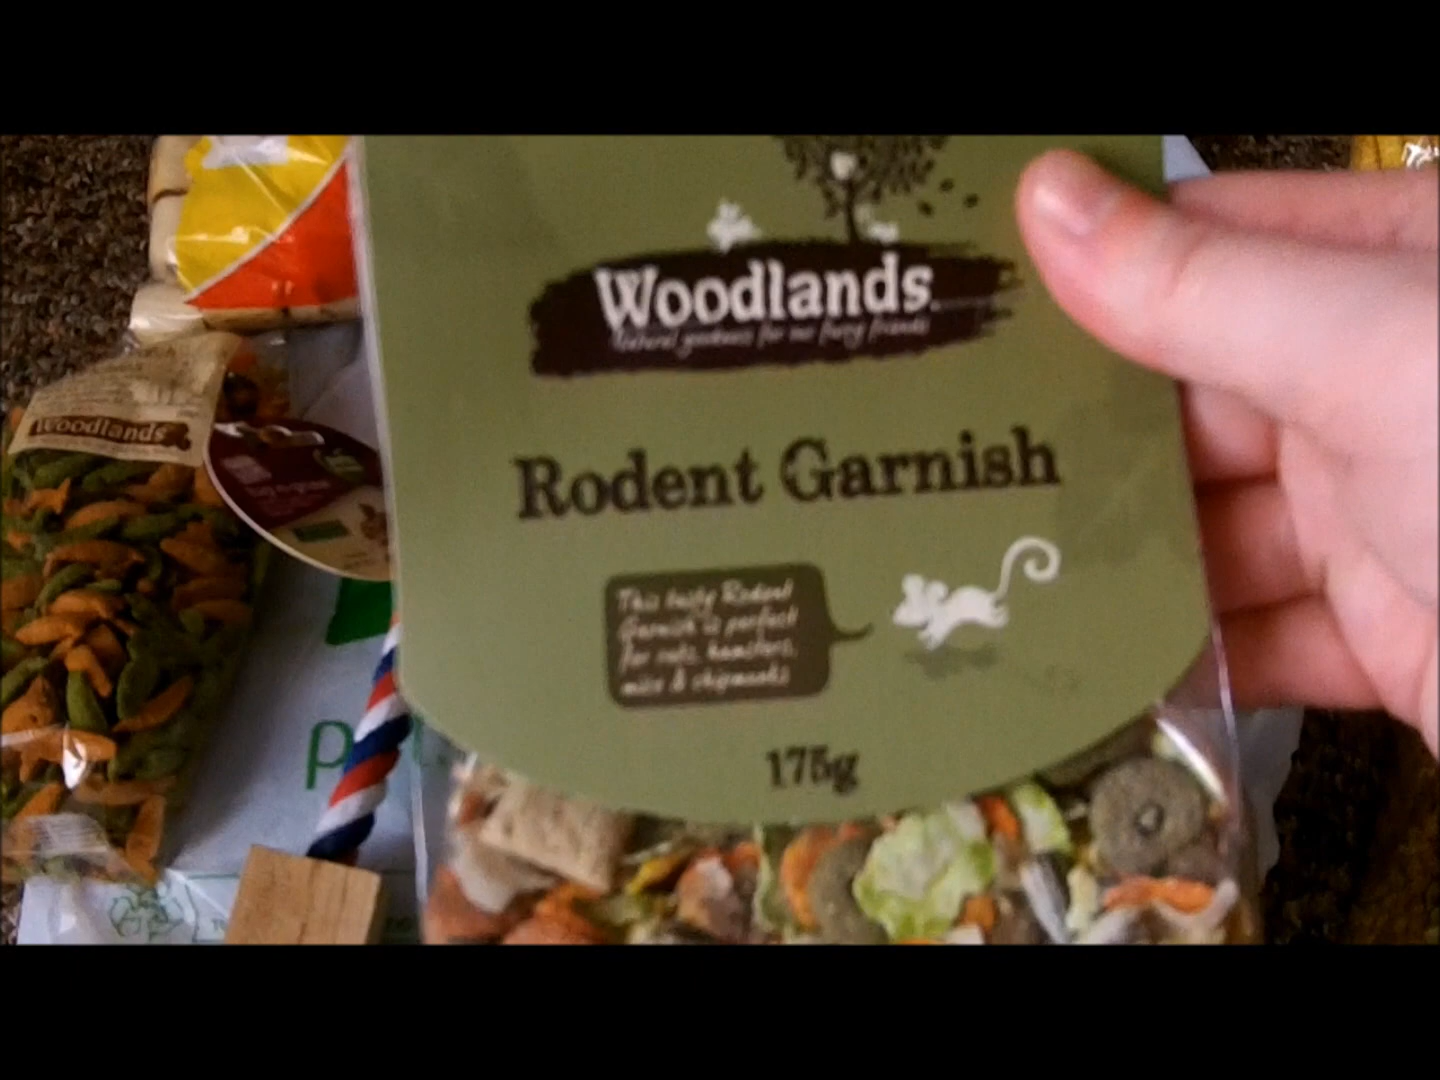 Woodlands
Natural goodness for our furry friends
Rodent Garnish
This tasty Rodent
Garnish is perfect
for rats, hamsters,
mice & chipmunks
175g
Woodlands
p